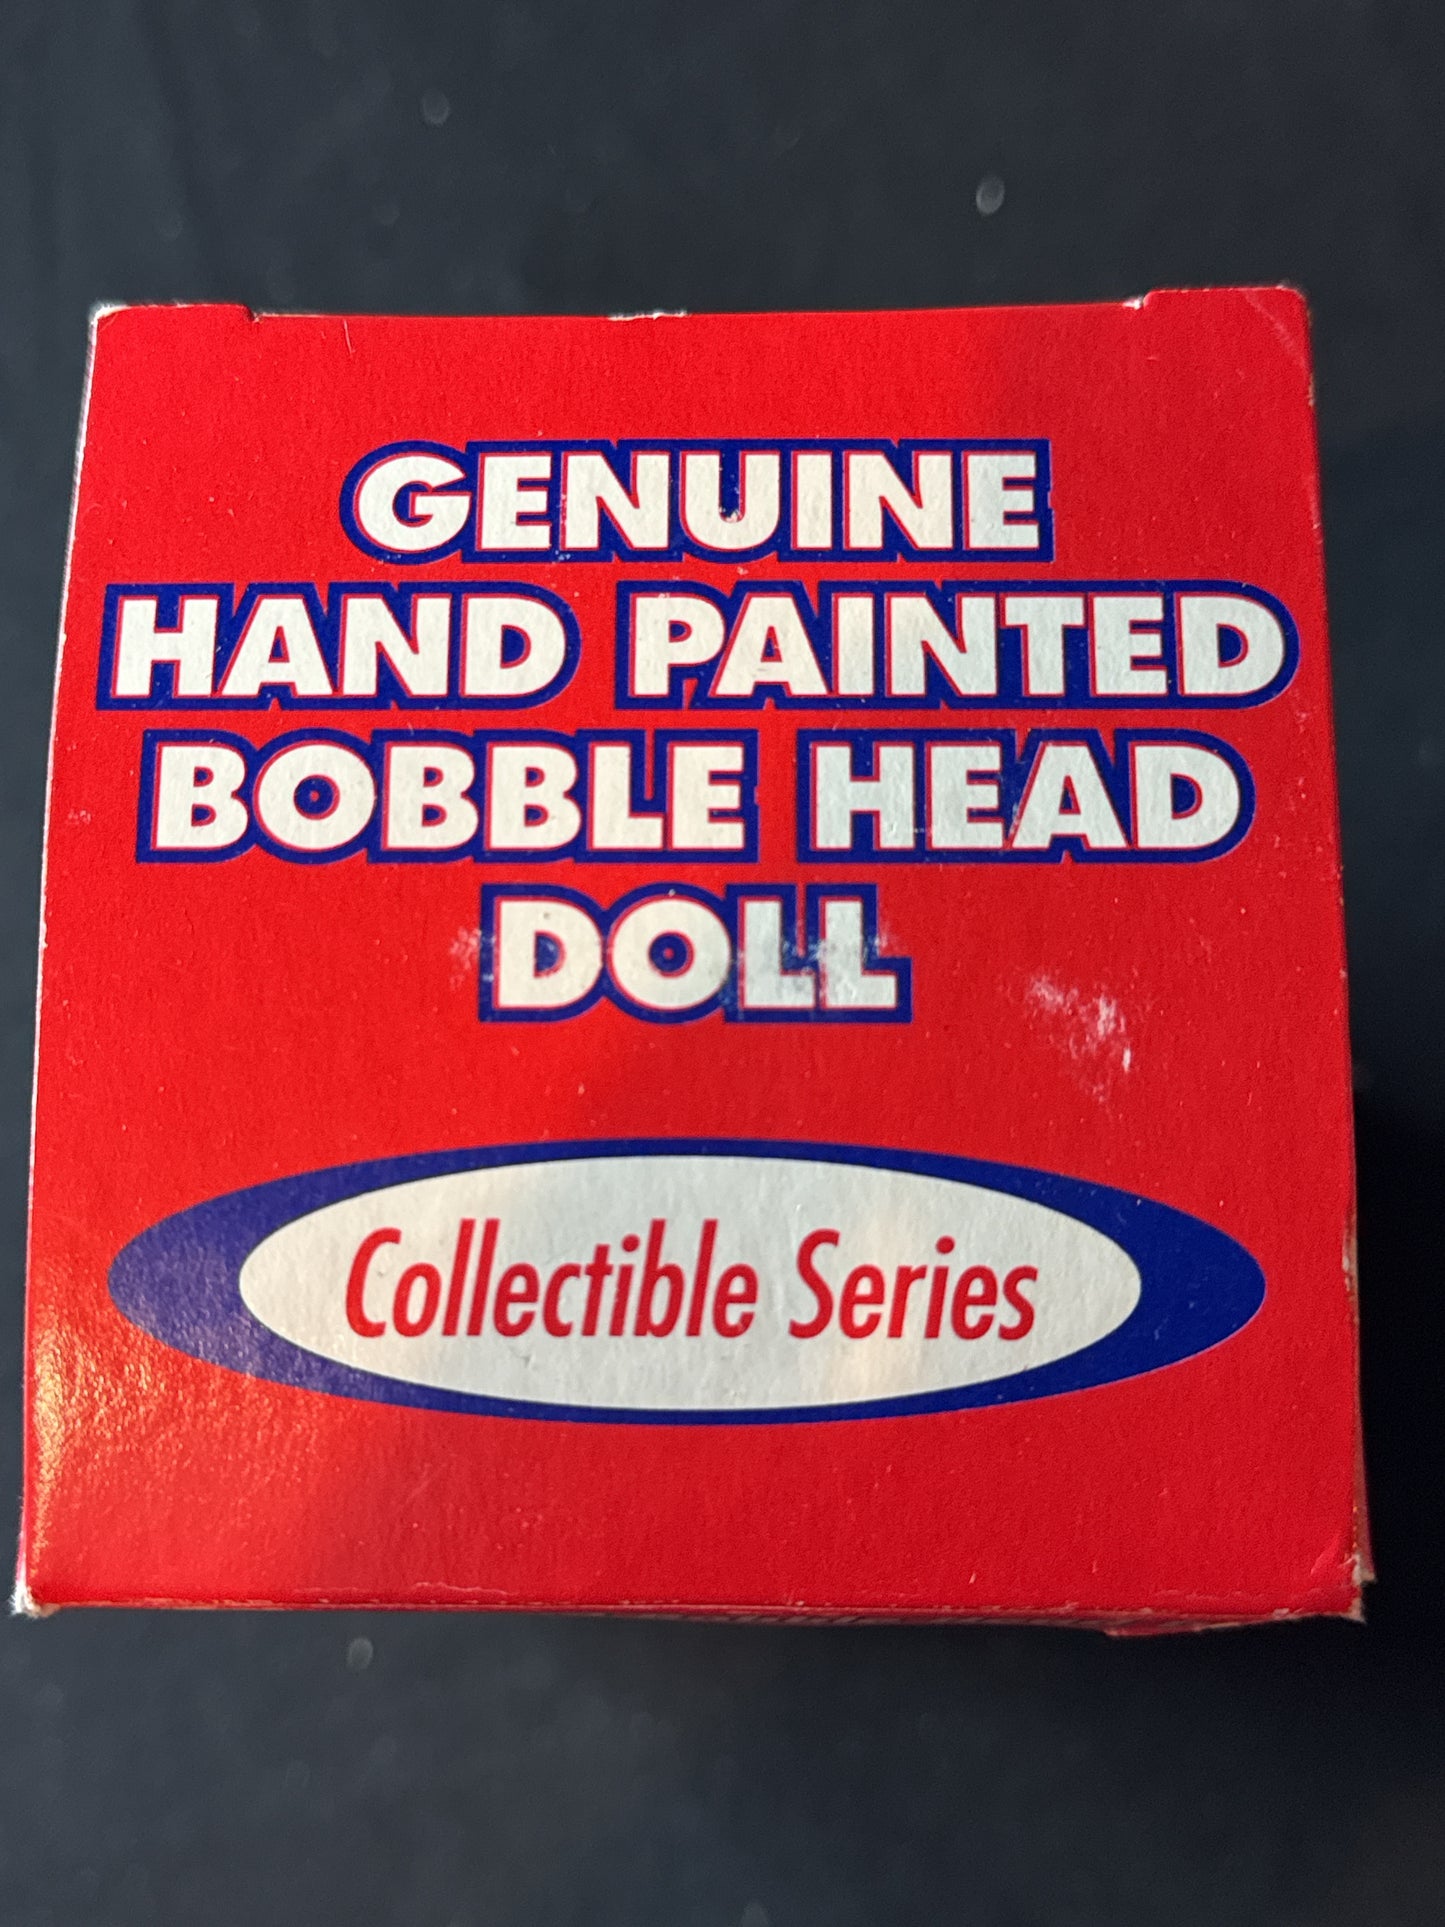 GENUINE
HAND PAINTED
BOBBLE HEAD
DOLL
Collectible Series